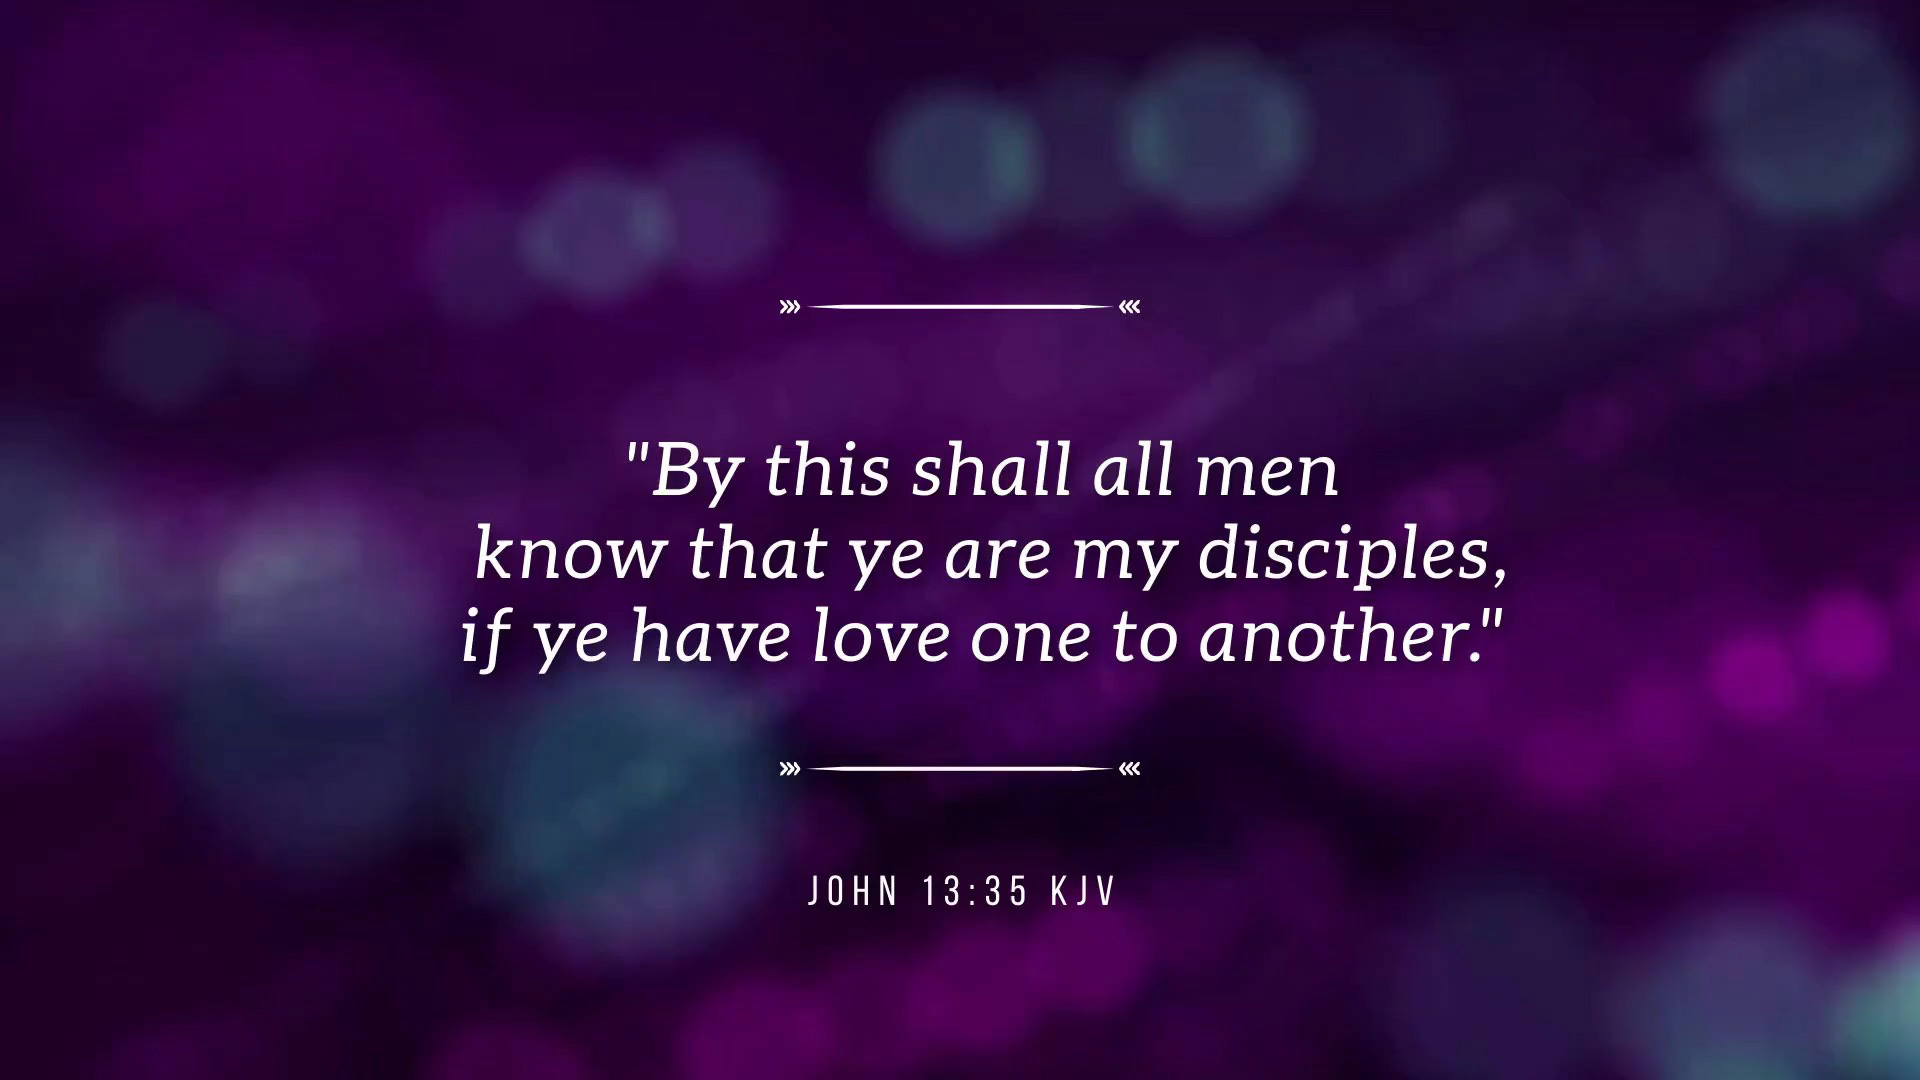 "By this shall all men
know that ye are my disciples,
if ye have love one to another."
JOHN 13:35 KJV